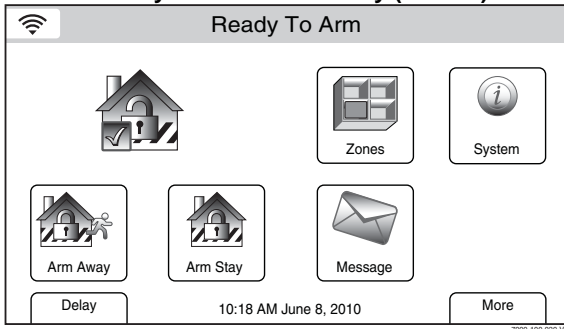 Ready To Arm
Zones
System
Arm Away
Arm Stay
Message
Delay
10:18 AM June 8, 2010
More